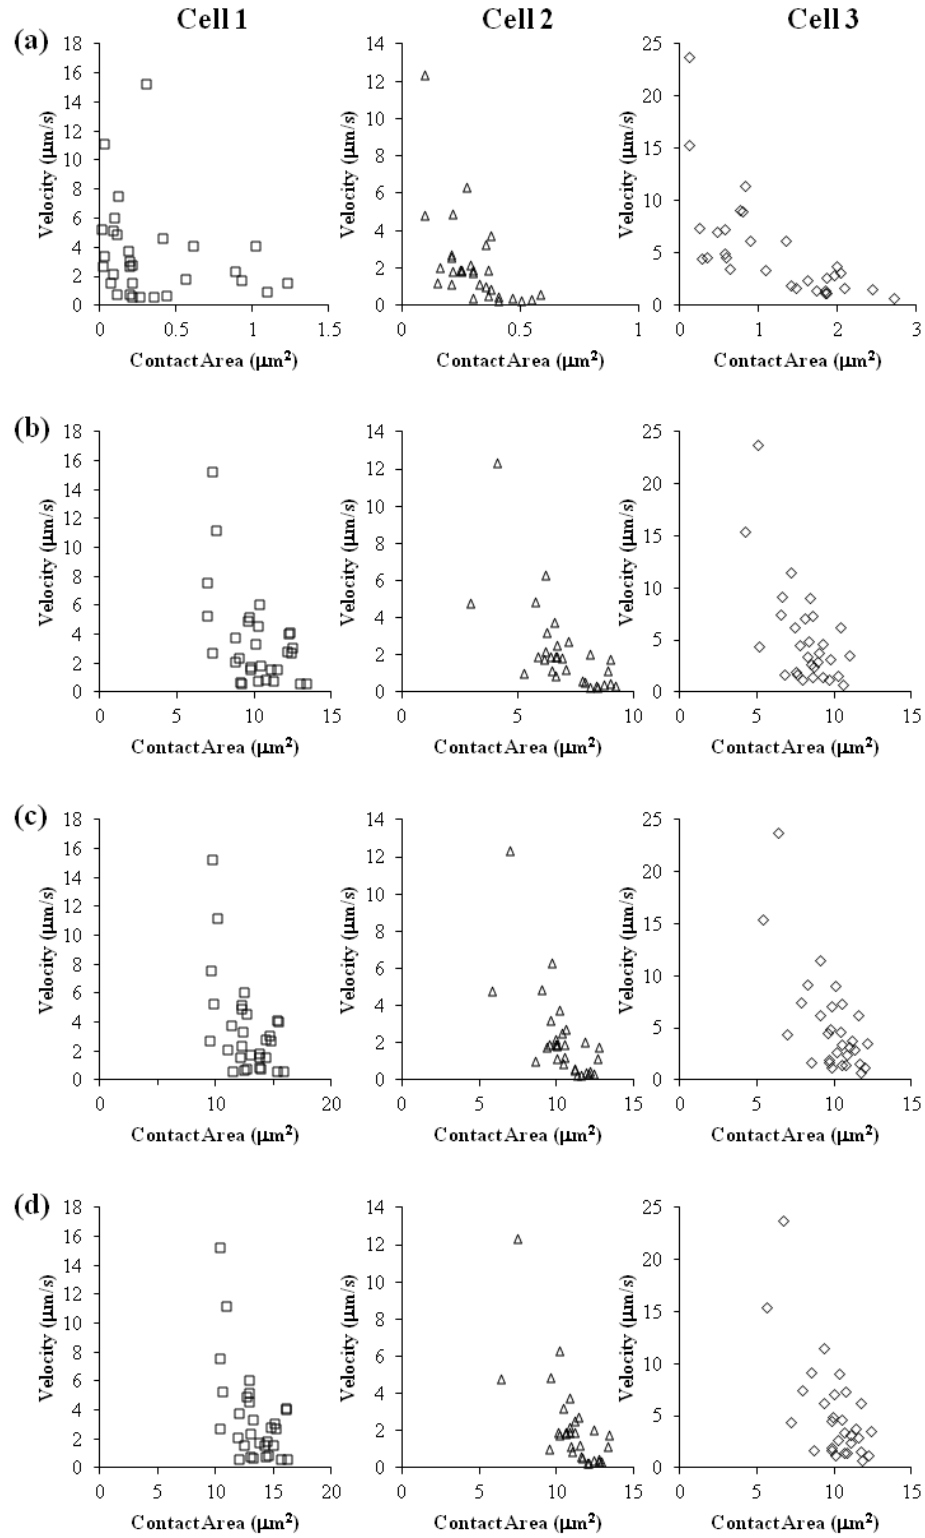 Cell 1 Cell 2 Cell 3
(a)
18 16 14 12 10 8 6 4 2 0
Velocity (μm/s)
0 0.5 1 1.5
Contact Area (μm²)
14 12 10 8 6 4 2 0
Velocity (μm/s)
0 0.5 1
Contact Area (μm²)
25 20 15 10 5 0
Velocity (μm/s)
0 1 2 3
Contact Area (μm²)
(b)
18 16 14 12 10 8 6 4 2 0
Velocity (μm/s)
0 5 10 15
Contact Area (μm²)
14 12 10 8 6 4 2 0
Velocity (μm/s)
0 5 10
Contact Area (μm²)
25 20 15 10 5 0
Velocity (μm/s)
0 5 10 15
Contact Area (μm²)
(c)
18 16 14 12 10 8 6 4 2 0
Velocity (μm/s)
0 10 20
Contact Area (μm²)
14 12 10 8 6 4 2 0
Velocity (μm/s)
0 5 10 15
Contact Area (μm²)
25 20 15 10 5 0
Velocity (μm/s)
0 5 10 15
Contact Area (μm²)
(d)
18 16 14 12 10 8 6 4 2 0
Velocity (μm/s)
0 5 10 15 20
Contact Area (μm²)
14 12 10 8 6 4 2 0
Velocity (μm/s)
0 5 10 15
Contact Area (μm²)
25 20 15 10 5 0
Velocity (μm/s)
0 5 10 15
Contact Area (μm²)